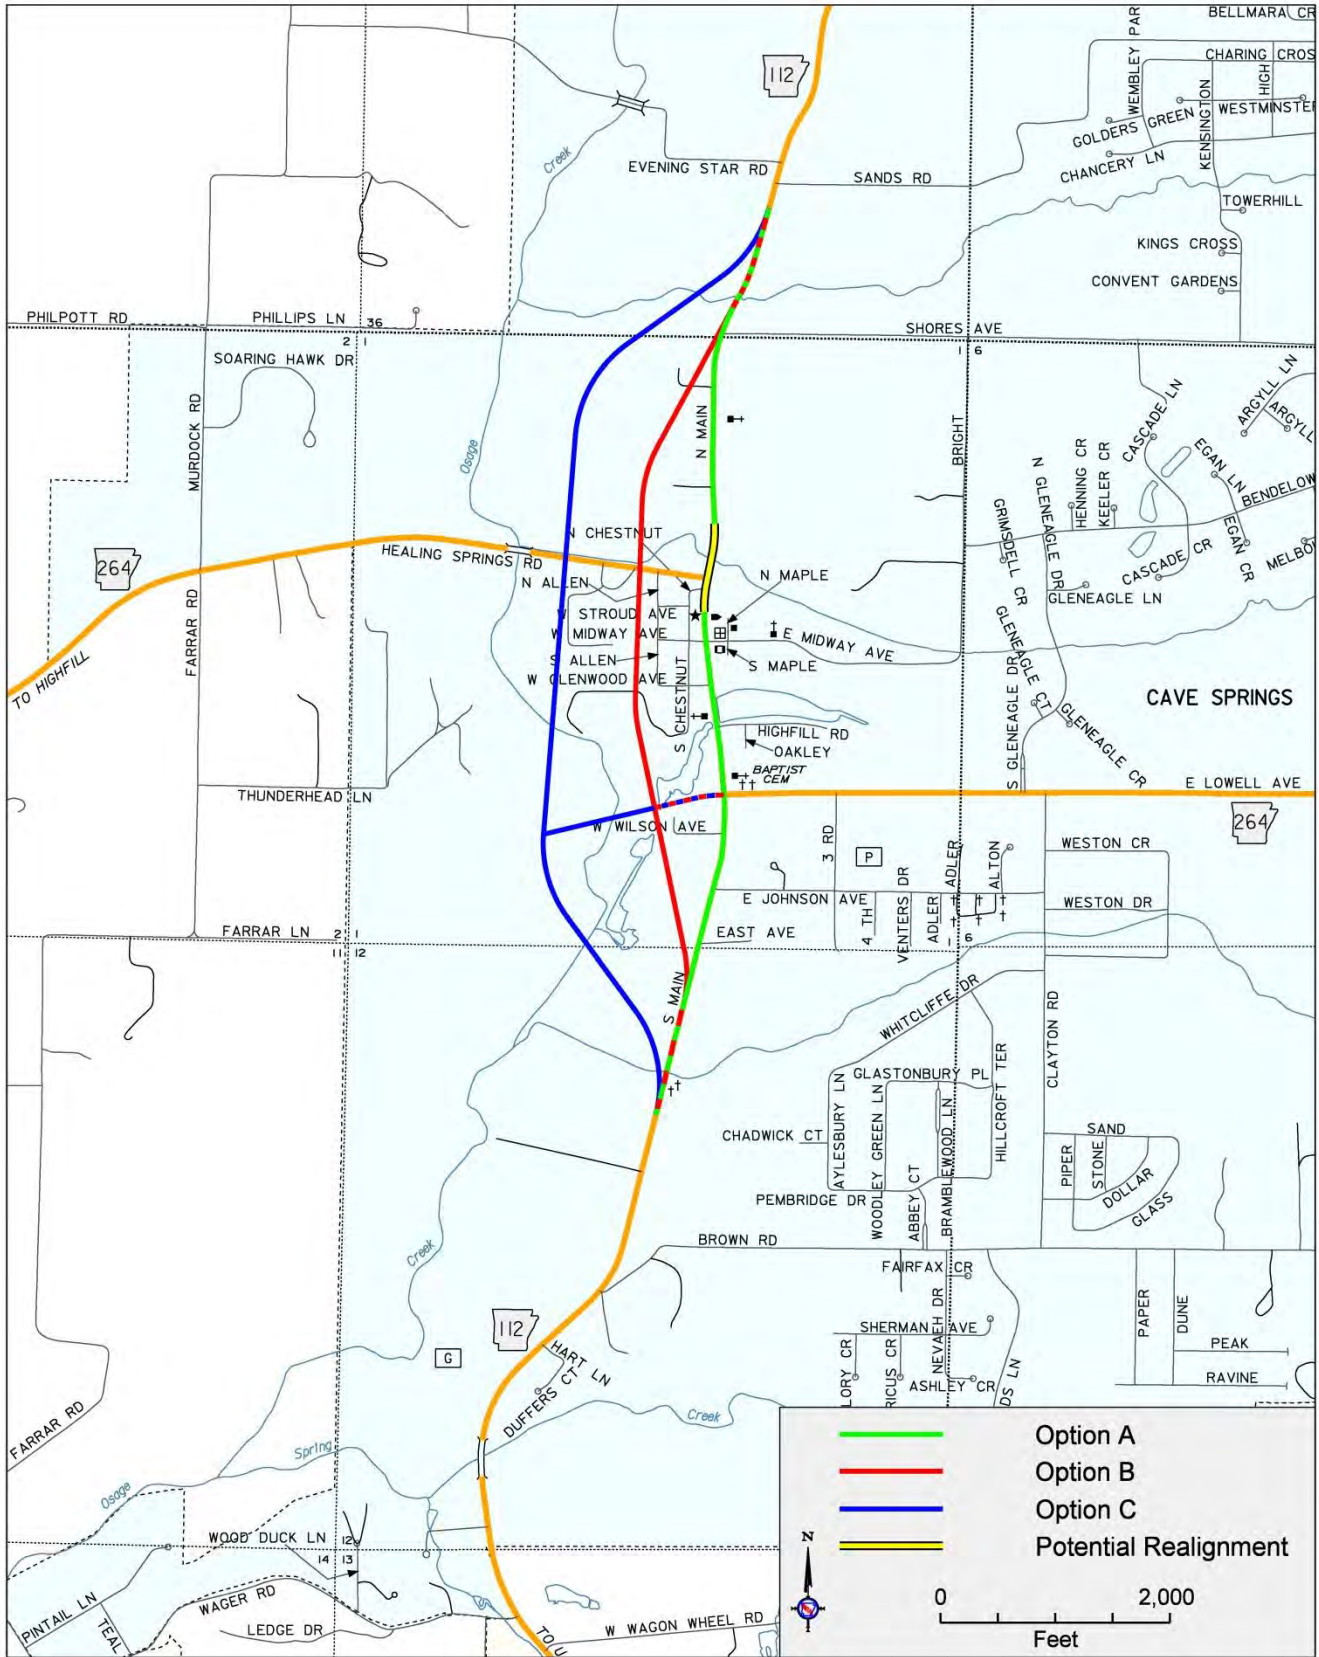 BELLMARA CR
WEMBLEY PAR
CHARING CROS
112
KENSINGTON
HIGH
WESTMINSTER
GOLDERS GREEN
CHANCERY LN
Creek
EVENING STAR RD
SANDS RD
TOWERHILL
KINGS CROSS
CONVENT GARDENS
PHILPOTT RD
PHILLIPS LN
36
SHORES AVE
2 1
1 6
SOARING HAWK DR
MURDOCK RD
N MAIN
BRIGHT
CASCADE LN
ARGYLL LN
ARGYLL
EGAN LN
BENDELOW
Osage
N GLENEAGLE DR
HENNING CR
KEELER CR
GRIMSDELL CR
EGAN CR
MELBO
N CHESTNUT
HEALING SPRINGS RD
264
CASCADE CR
N ALLEN
N MAPLE
GLENEAGLE LN
W STROUD AVE
W MIDWAY AVE
E MIDWAY AVE
S ALLEN
S MAPLE
W GLENWOOD AVE
FARRAR RD
TO HIGHFILL
S CHESTNUT
S GLENEAGLE DR
GLENEAGLE CT
GLENEAGLE CR
CAVE SPRINGS
HIGHFILL RD
OAKLEY
BAPTIST
CEM
E LOWELL AVE
THUNDERHEAD LN
W WILSON AVE
264
3 RD
P
ADLER
ALTON
WESTON CR
E JOHNSON AVE
WESTON DR
4 TH
VENTERS DR
ADLER
FARRAR LN
2 1
11 12
EAST AVE
1 6
S MAIN
WHITCLIFFE DR
CLAYTON RD
HILLCROFT TER
GLASTONBURY PL
AYLESBURY LN
WOODLEY GREEN LN
BRAMBLEWOOD LN
CHADWICK CT
SAND
PIPER
STONE
DOLLAR
GLASS
PEMBRIDGE DR
ABBEY CT
BROWN RD
Creek
FAIRFAX CR
NEVAEH DR
PAPER
DUNE
112
SHERMAN AVE
PEAK
G
HART LN
DUFFERS CT
LORY CR
RICUS CR
ASHLEY CR
DS LN
RAVINE
FARRAR RD
Creek
Spring
Osage
Option A
Option B
Option C
Potential Realignment
WOOD DUCK LN
12
14 13
N
PINTAIL LN
TEAL
WAGER RD
LEDGE DR
TO U
W WAGON WHEEL RD
0 2,000
Feet